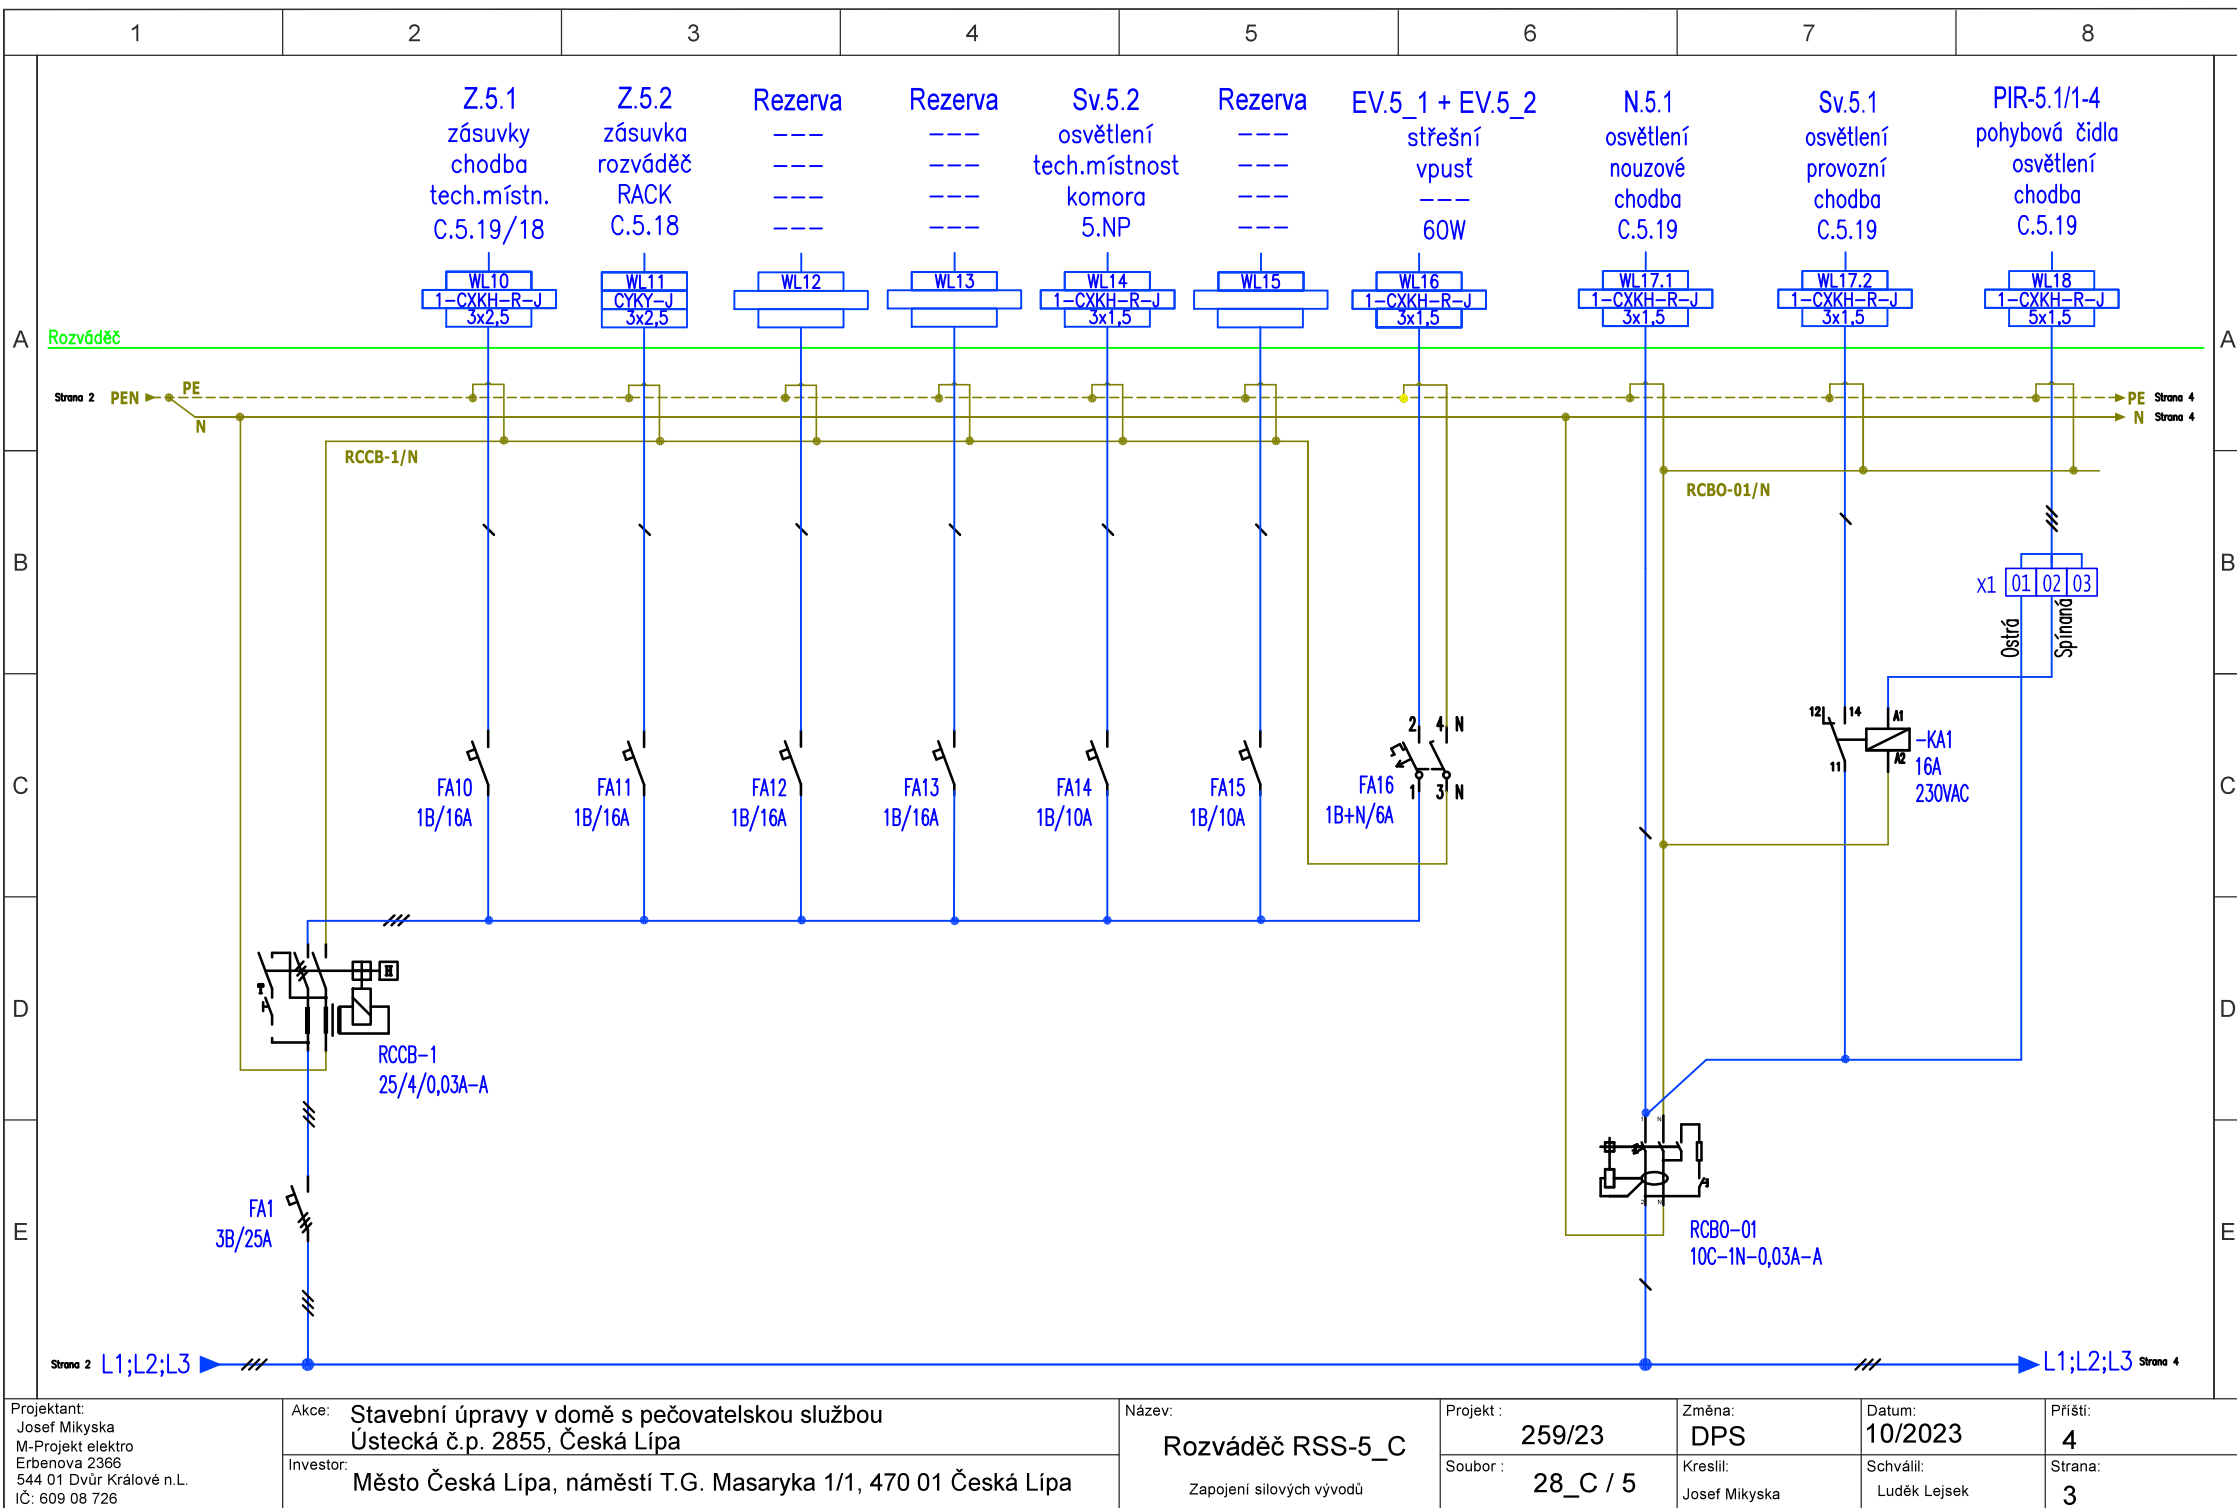 1 2 3 4 5 6 7 8
Z.5.1
zásuvky
chodba
tech.místn.
C.5.19/18
Z.5.2
zásuvka
rozváděč
RACK
C.5.18
Rezerva
---
---
---
---
Rezerva
---
---
---
---
Sv.5.2
osvětlení
tech.místnost
komora
5.NP
Rezerva
---
---
---
---
EV.5_1 + EV.5_2
střešní
vpusť
---
60W
N.5.1
osvětlení
nouzové
chodba
C.5.19
Sv.5.1
osvětlení
provozní
chodba
C.5.19
PIR-5.1/1-4
pohybová čidla
osvětlení
chodba
C.5.19
WL10
1-CXKH-R-J
3x2,5
WL11
CYKY-J
3x2,5
WL12
WL13
WL14
1-CXKH-R-J
3x1,5
WL15
WL16
1-CXKH-R-J
3x1,5
WL17.1
1-CXKH-R-J
3x1,5
WL17.2
1-CXKH-R-J
3x1,5
WL18
1-CXKH-R-J
5x1,5
A Rozváděč A
Strana 2 PEN PE PE Strana 4
N N Strana 4
RCCB-1/N
RCBO-01/N
B B
X1 01 02 03
Ostrá
Spínaná
C C
FA10
1B/16A
FA11
1B/16A
FA12
1B/16A
FA13
1B/16A
FA14
1B/10A
FA15
1B/10A
2 4 N
FA16
1B+N/6A
1 3 N
12 14
11
A1
A2
-KA1
16A
230VAC
D D
T
H
RCCB-1
25/4/0,03A-A
E E
FA1
3B/25A
1 N
2 N
RCBO-01
10C-1N-0,03A-A
Strana 2 L1;L2;L3 L1;L2;L3 Strana 4
Projektant:
Josef Mikyska
M-Projekt elektro
Erbenova 2366
544 01 Dvůr Králové n.L.
IČ: 609 08 726
Akce: Stavební úpravy v domě s pečovatelskou službou
Ústecká č.p. 2855, Česká Lípa
Investor:
Město Česká Lípa, náměstí T.G. Masaryka 1/1, 470 01 Česká Lípa
Název:
Rozváděč RSS-5_C
Zapojení silových vývodů
Projekt :
259/23
Soubor :
28_C / 5
Změna:
DPS
Kreslil:
Josef Mikyska
Datum:
10/2023
Schválil:
Luděk Lejsek
Příští:
4
Strana:
3